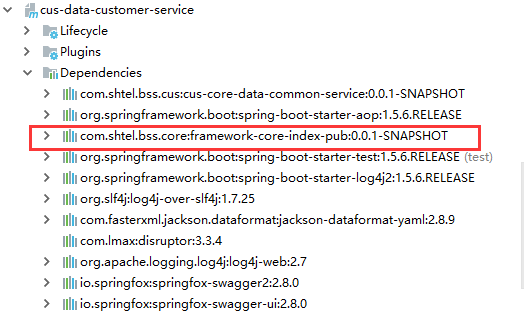 cus-data-customer-service
Lifecycle
Plugins
Dependencies
com.shtel.bss.cus:cus-core-data-common-service:0.0.1-SNAPSHOT
org.springframework.boot:spring-boot-starter-aop:1.5.6.RELEASE
com.shtel.bss.core:framework-core-index-pub:0.0.1-SNAPSHOT
org.springframework.boot:spring-boot-starter-test:1.5.6.RELEASE (test)
org.springframework.boot:spring-boot-starter-log4j2:1.5.6.RELEASE
org.slf4j:log4j-over-slf4j:1.7.25
com.fasterxml.jackson.dataformat:jackson-dataformat-yaml:2.8.9
com.lmax:disruptor:3.3.4
org.apache.logging.log4j:log4j-web:2.7
io.springfox:springfox-swagger2:2.8.0
io.springfox:springfox-swagger-ui:2.8.0